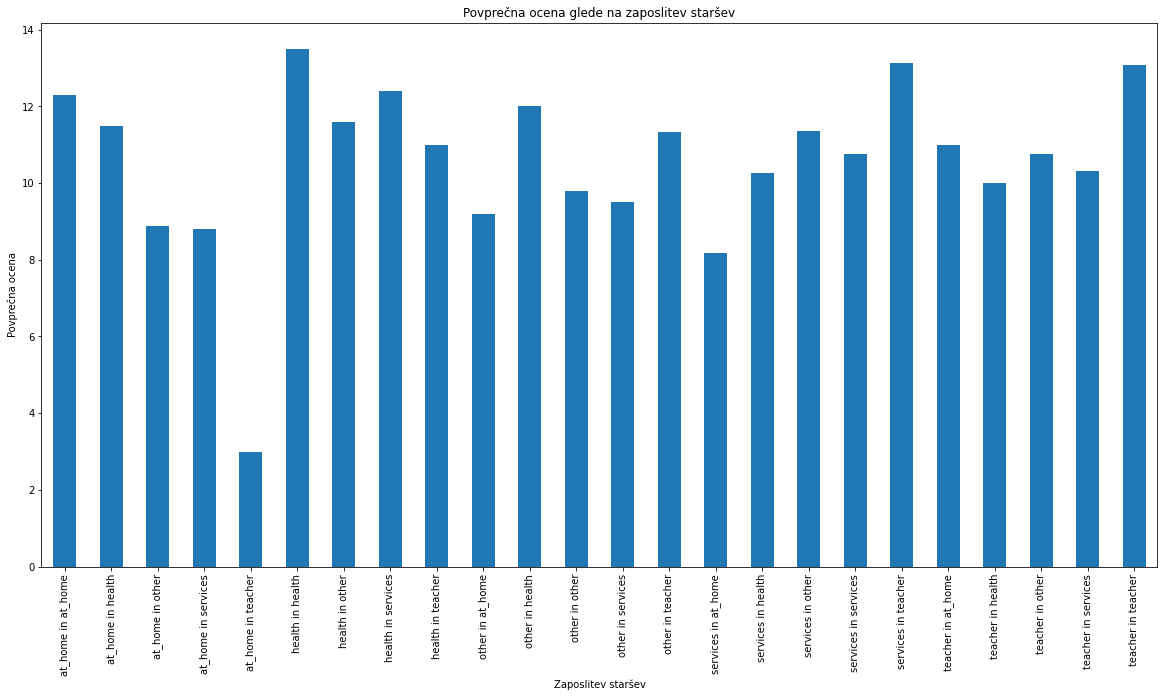 Povprečna ocena glede na zaposlitev staršev
14
12
10
8
6
4
2
0
Povprečna ocena
at_home in at_home
at_home in health
at_home in other
at_home in services
at_home in teacher
health in health
health in other
health in services
health in teacher
other in at_home
other in health
other in other
other in services
other in teacher
services in at_home
services in health
services in other
services in services
services in teacher
teacher in at_home
teacher in health
teacher in other
teacher in services
teacher in teacher
Zaposlitev staršev